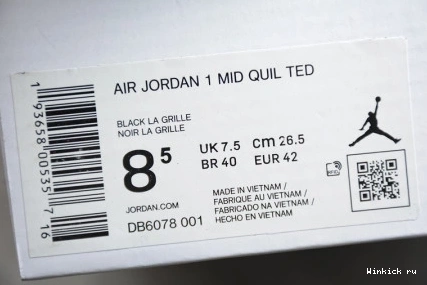 AIR JORDAN 1 MID QUIL TED
BLACK LA GRILLE
NOIR LA GRILLE
8 5
UK 7.5 cm 26.5
BR 40 EUR 42
JORDAN.COM
DB6078 001
MADE IN VIETNAM /
FABRIQUE AU VIETNAM /
FABRICADO NA VIETNAM /
HECHO EN VIETNAM
1 93658 00535 7 16
Winkick ru